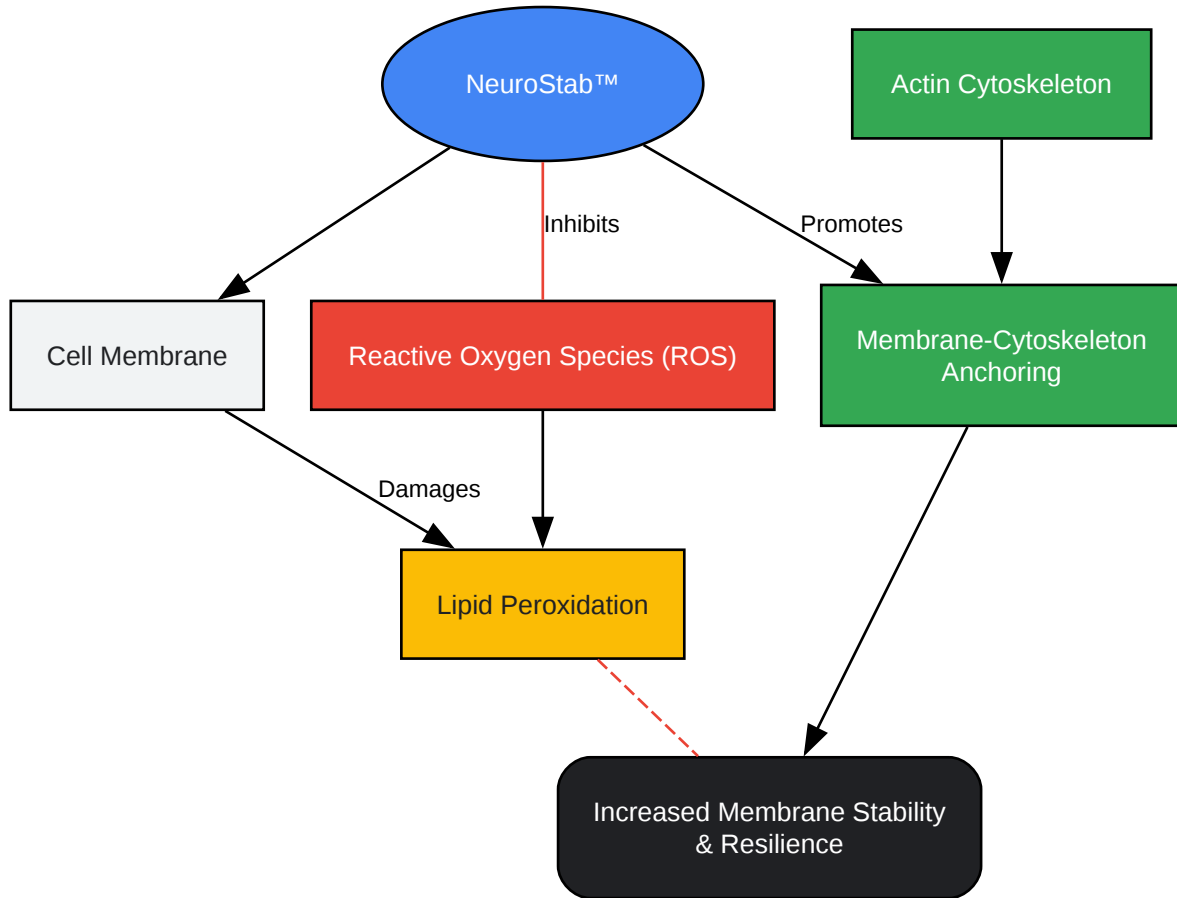 NeuroStab™
Actin Cytoskeleton
Inhibits
Promotes
Cell Membrane
Reactive Oxygen Species (ROS)
Membrane-Cytoskeleton
Anchoring
Damages
Lipid Peroxidation
Increased Membrane Stability
& Resilience